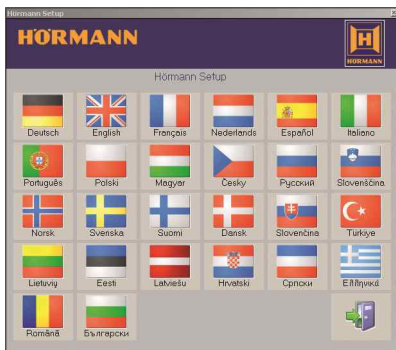 Hörmann Setup
HÖRMANN
HÖRMANN
Hörmann Setup
Deutsch English Français Nederlands Español Italiano
Português Polski Magyar Česky Русский Slovenščina
Norsk Svenska Suomi Dansk Slovenčina Türkiye
Lietuvių Eesti Latviešu Hrvatski Српски Ελληνικά
Română Български